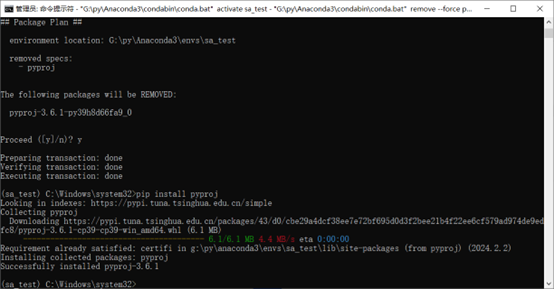 管理员: 命令提示符 - "G:\py\Anaconda3\condabin\conda.bat"  activate sa_test - "G:\py\Anaconda3\condabin\conda.bat"  remove --force p...
## Package Plan ##
environment location: G:\py\Anaconda3\envs\sa_test
removed specs:
- pyproj
The following packages will be REMOVED:
pyproj-3.6.1-py39h8d66fa9_0
Proceed ([y]/n)? y
Preparing transaction: done
Verifying transaction: done
Executing transaction: done
(sa_test) C:\Windows\system32>pip install pyproj
Looking in indexes: https://pypi.tuna.tsinghua.edu.cn/simple
Collecting pyproj
Downloading https://pypi.tuna.tsinghua.edu.cn/packages/43/d0/cbe29a4dcf38ee7e72bf695d0d3f2bee21b4f22ee6cf579ad974de9ed
fc8/pyproj-3.6.1-cp39-cp39-win_amd64.whl (6.1 MB)
6.1/6.1 MB 4.4 MB/s eta 0:00:00
Requirement already satisfied: certifi in g:\py\anaconda3\envs\sa_test\lib\site-packages (from pyproj) (2024.2.2)
Installing collected packages: pyproj
Successfully installed pyproj-3.6.1
(sa_test) C:\Windows\system32>